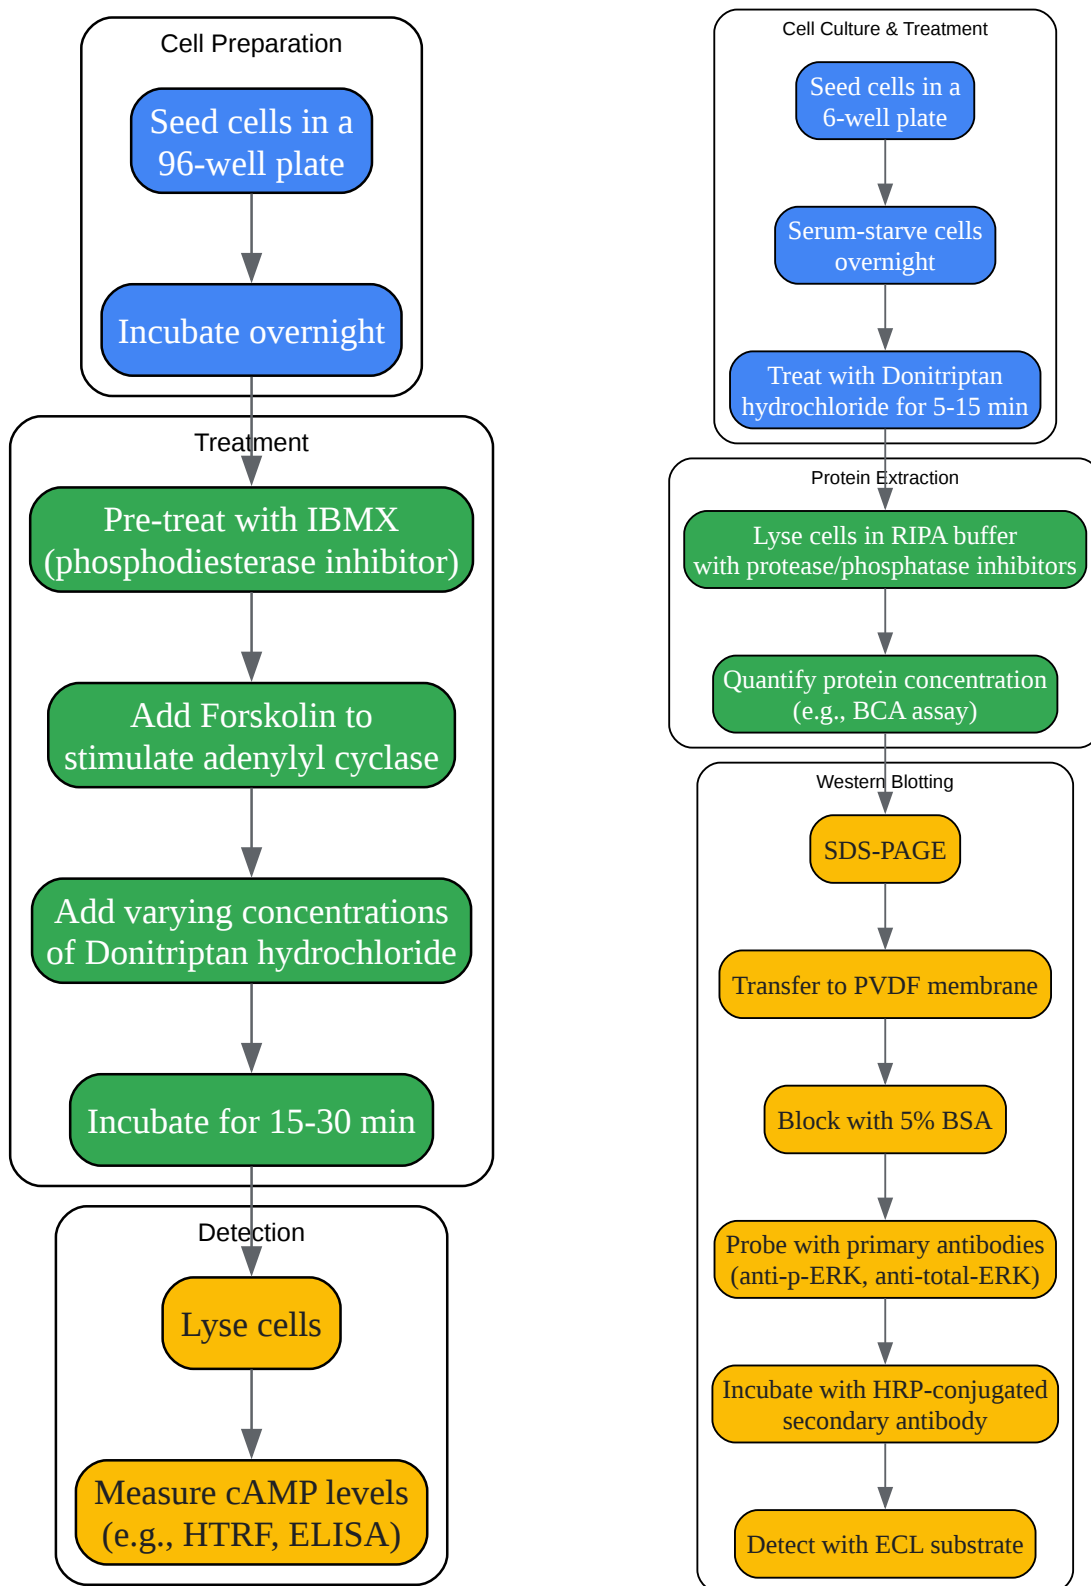 Cell Preparation
Seed cells in a
96-well plate
Incubate overnight
Treatment
Pre-treat with IBMX
(phosphodiesterase inhibitor)
Add Forskolin to
stimulate adenylyl cyclase
Add varying concentrations
of Donitriptan hydrochloride
Incubate for 15-30 min
Detection
Lyse cells
Measure cAMP levels
(e.g., HTRF, ELISA)
Cell Culture & Treatment
Seed cells in a
6-well plate
Serum-starve cells
overnight
Treat with Donitriptan
hydrochloride for 5-15 min
Protein Extraction
Lyse cells in RIPA buffer
with protease/phosphatase inhibitors
Quantify protein concentration
(e.g., BCA assay)
Western Blotting
SDS-PAGE
Transfer to PVDF membrane
Block with 5% BSA
Probe with primary antibodies
(anti-p-ERK, anti-total-ERK)
Incubate with HRP-conjugated
secondary antibody
Detect with ECL substrate